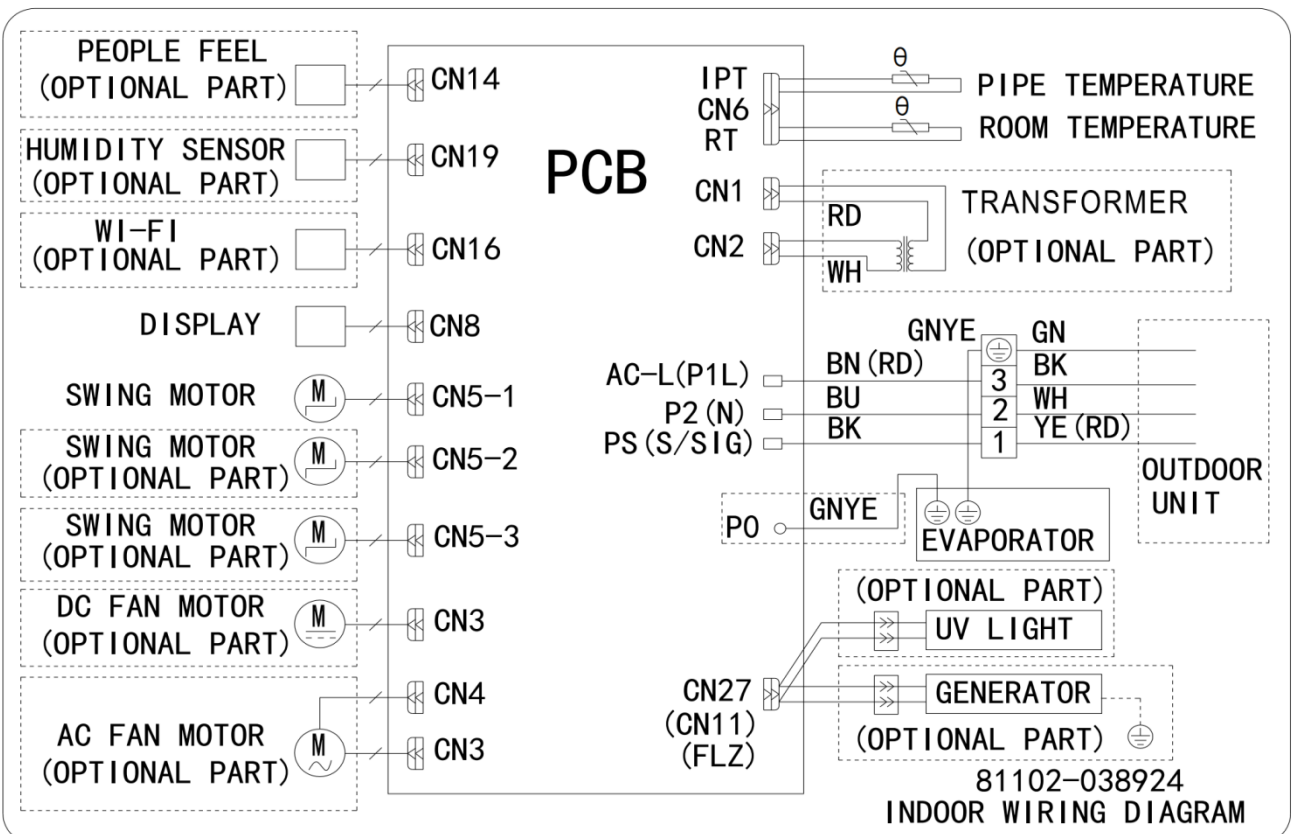 PEOPLE FEEL
(OPTIONAL PART)
CN14
HUMIDITY SENSOR
(OPTIONAL PART)
CN19
WI-FI
(OPTIONAL PART)
CN16
DISPLAY
CN8
SWING MOTOR
M
CN5-1
SWING MOTOR
(OPTIONAL PART)
M
CN5-2
SWING MOTOR
(OPTIONAL PART)
M
CN5-3
DC FAN MOTOR
(OPTIONAL PART)
M
CN3
AC FAN MOTOR
(OPTIONAL PART)
M
CN4
CN3
PCB
IPT
CN6
RT
θ
PIPE TEMPERATURE
θ
ROOM TEMPERATURE
CN1
CN2
RD
WH
TRANSFORMER
(OPTIONAL PART)
AC-L(P1L)
P2(N)
PS(S/SIG)
BN(RD)
BU
BK
GNYE
3
2
1
GN
BK
WH
YE(RD)
OUTDOOR
UNIT
P0
GNYE
EVAPORATOR
(OPTIONAL PART)
UV LIGHT
CN27
(CN11)
(FLZ)
GENERATOR
(OPTIONAL PART)
81102-038924
INDOOR WIRING DIAGRAM